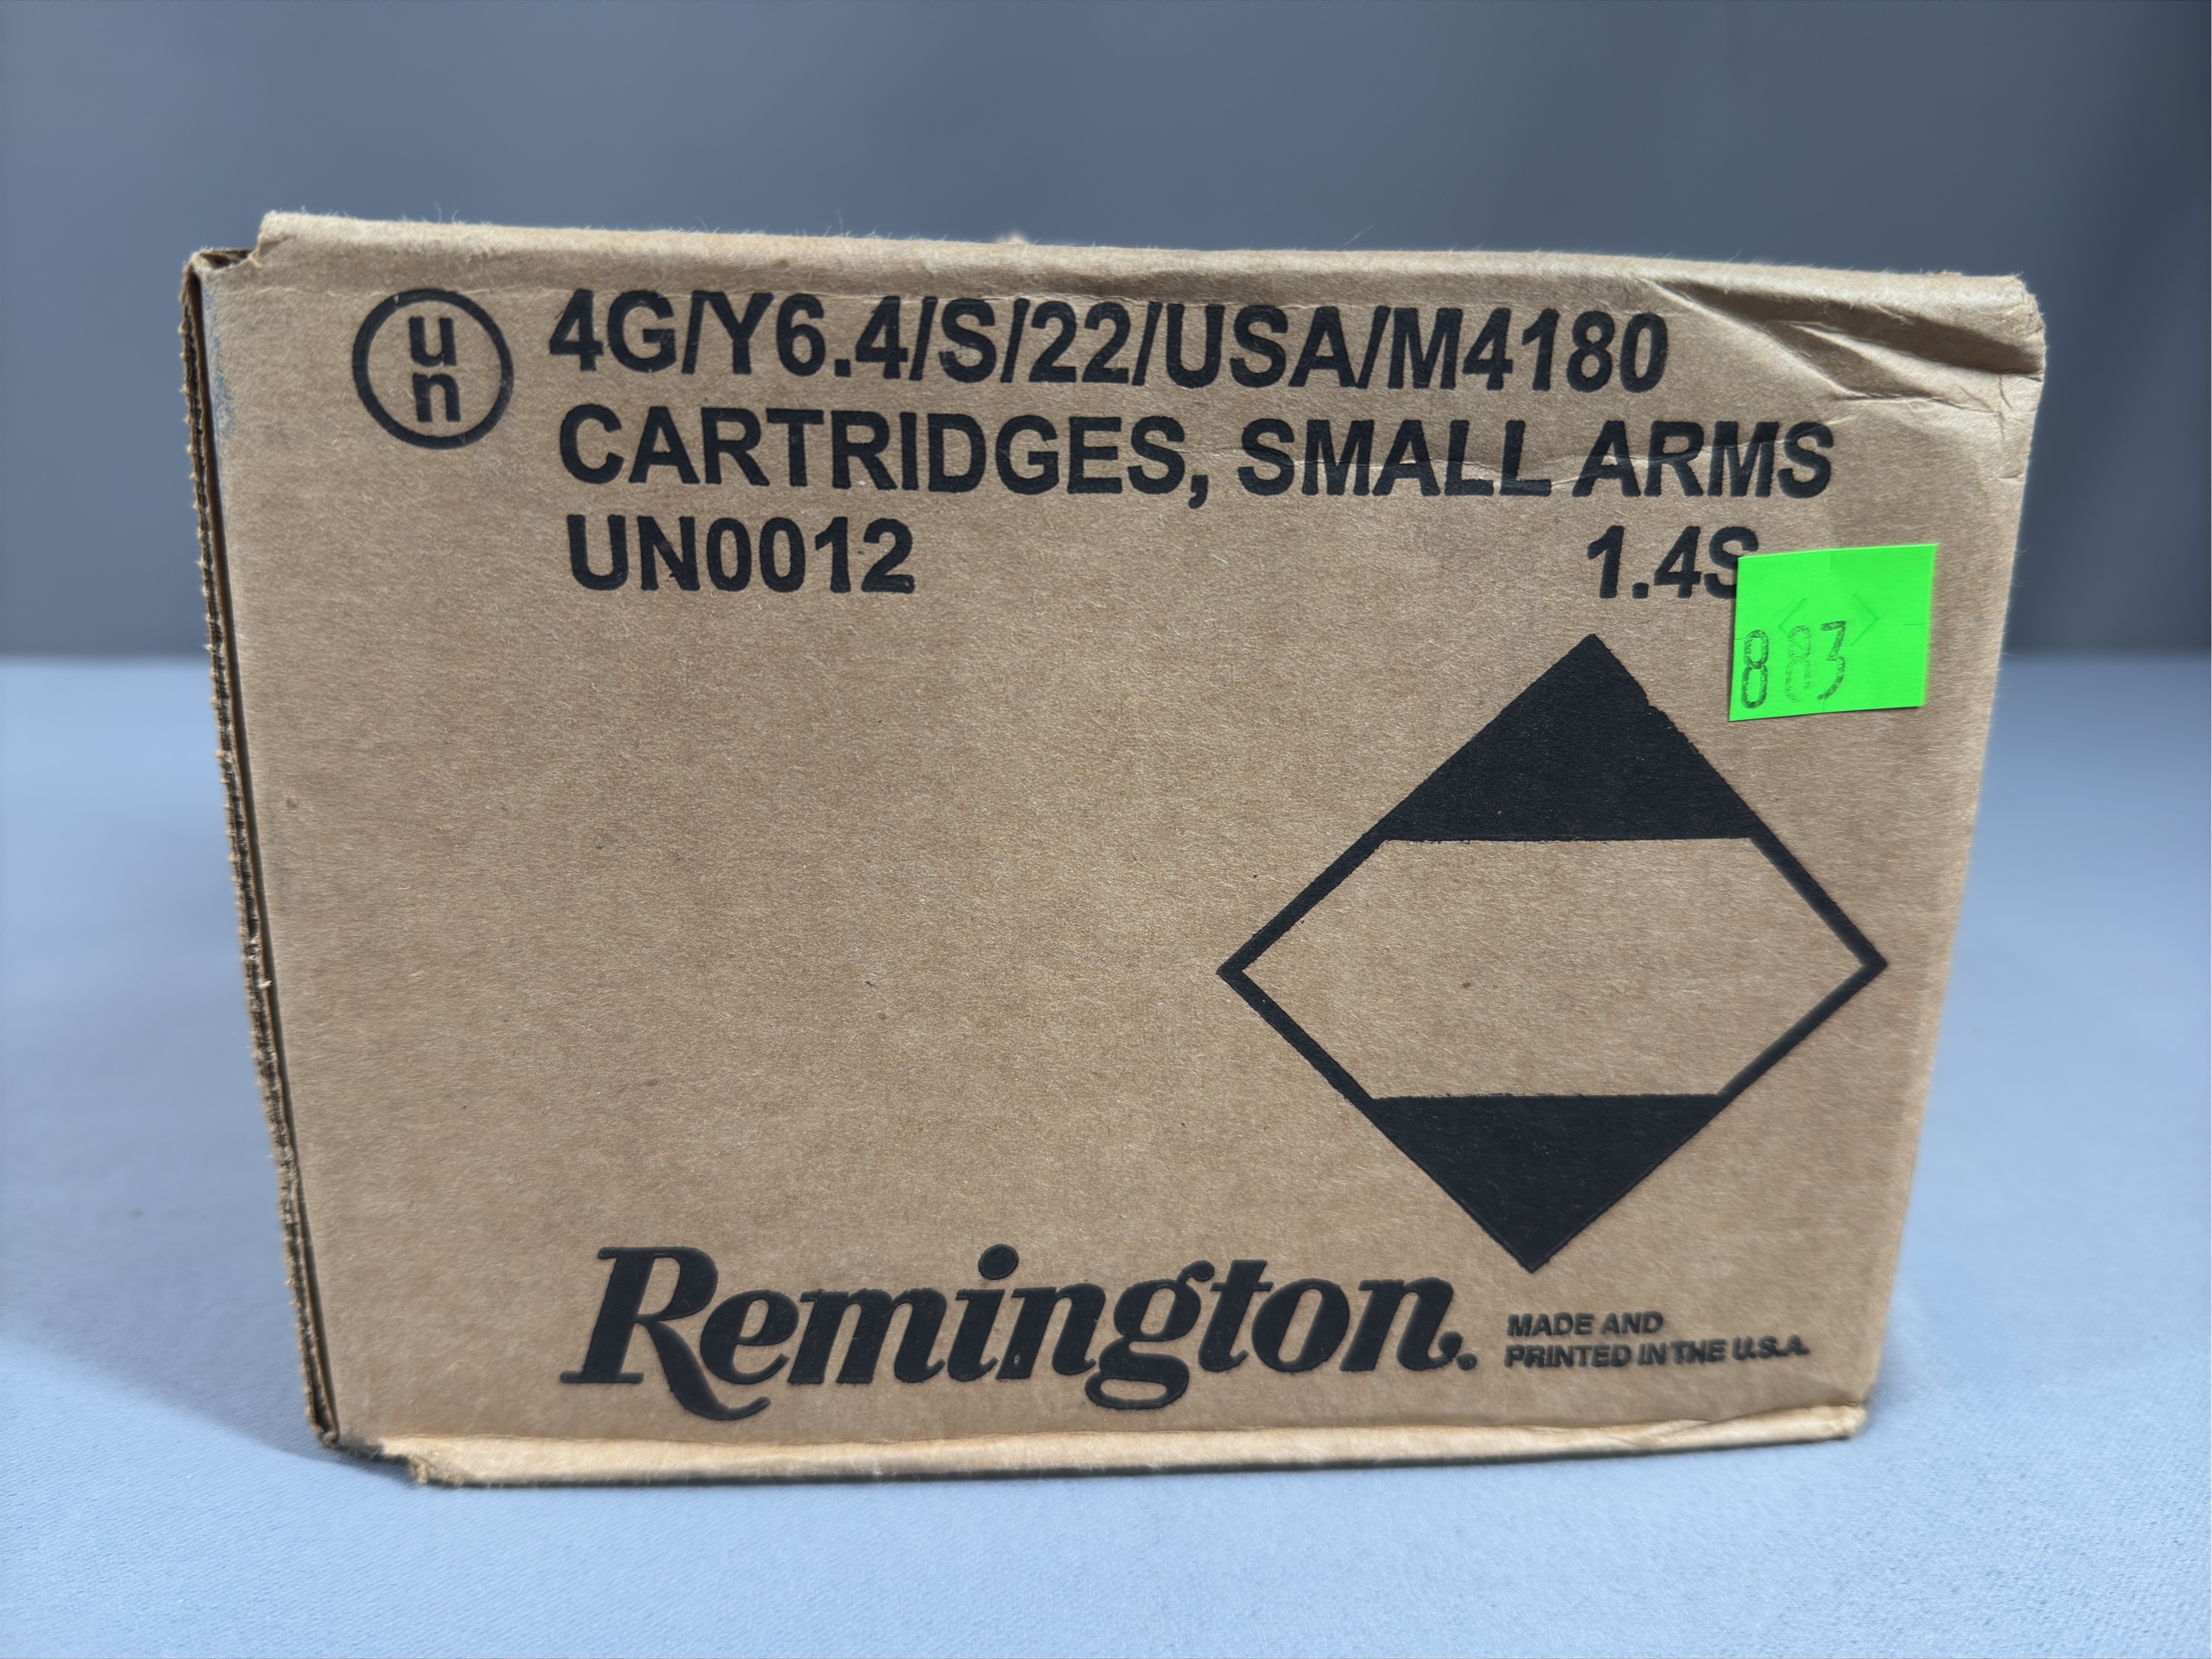 un 4G/Y6.4/S/22/USA/M4180
CARTRIDGES, SMALL ARMS
UN0012 1.4S
883
Remington. MADE AND
PRINTED IN THE U.S.A.